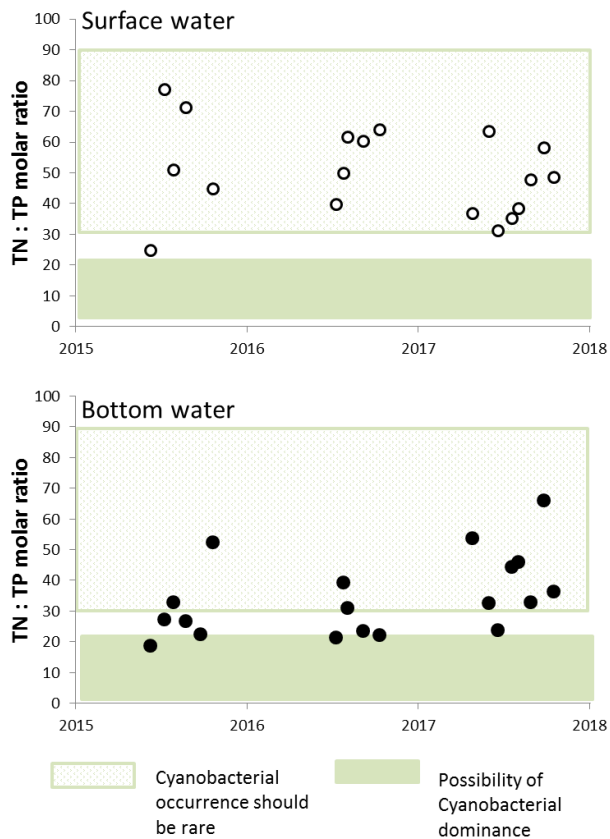 Surface water
TN : TP molar ratio
100
90
80
70
60
50
40
30
20
10
0
2015 2016 2017 2018
Bottom water
TN : TP molar ratio
100
90
80
70
60
50
40
30
20
10
0
2015 2016 2017 2018
Cyanobacterial
occurrence should
be rare
Possibility of
Cyanobacterial
dominance